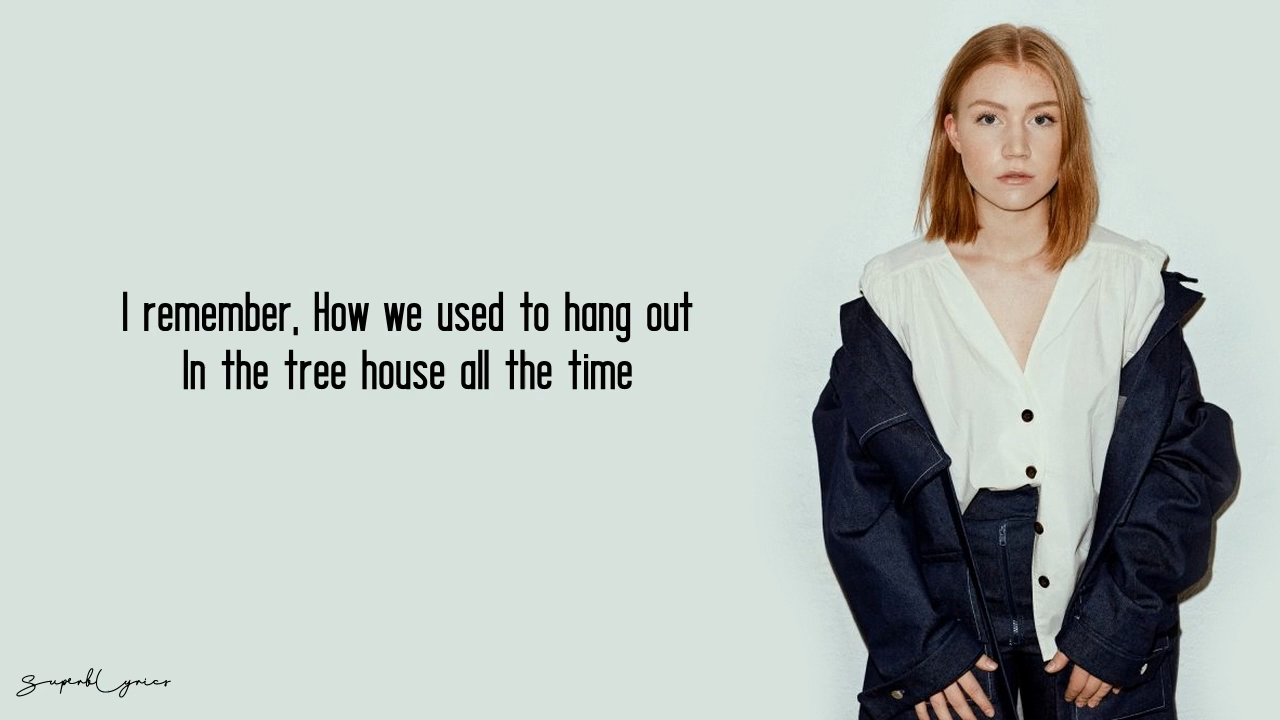 I remember, How we used to hang out
In the tree house all the time
SuperbLyrics